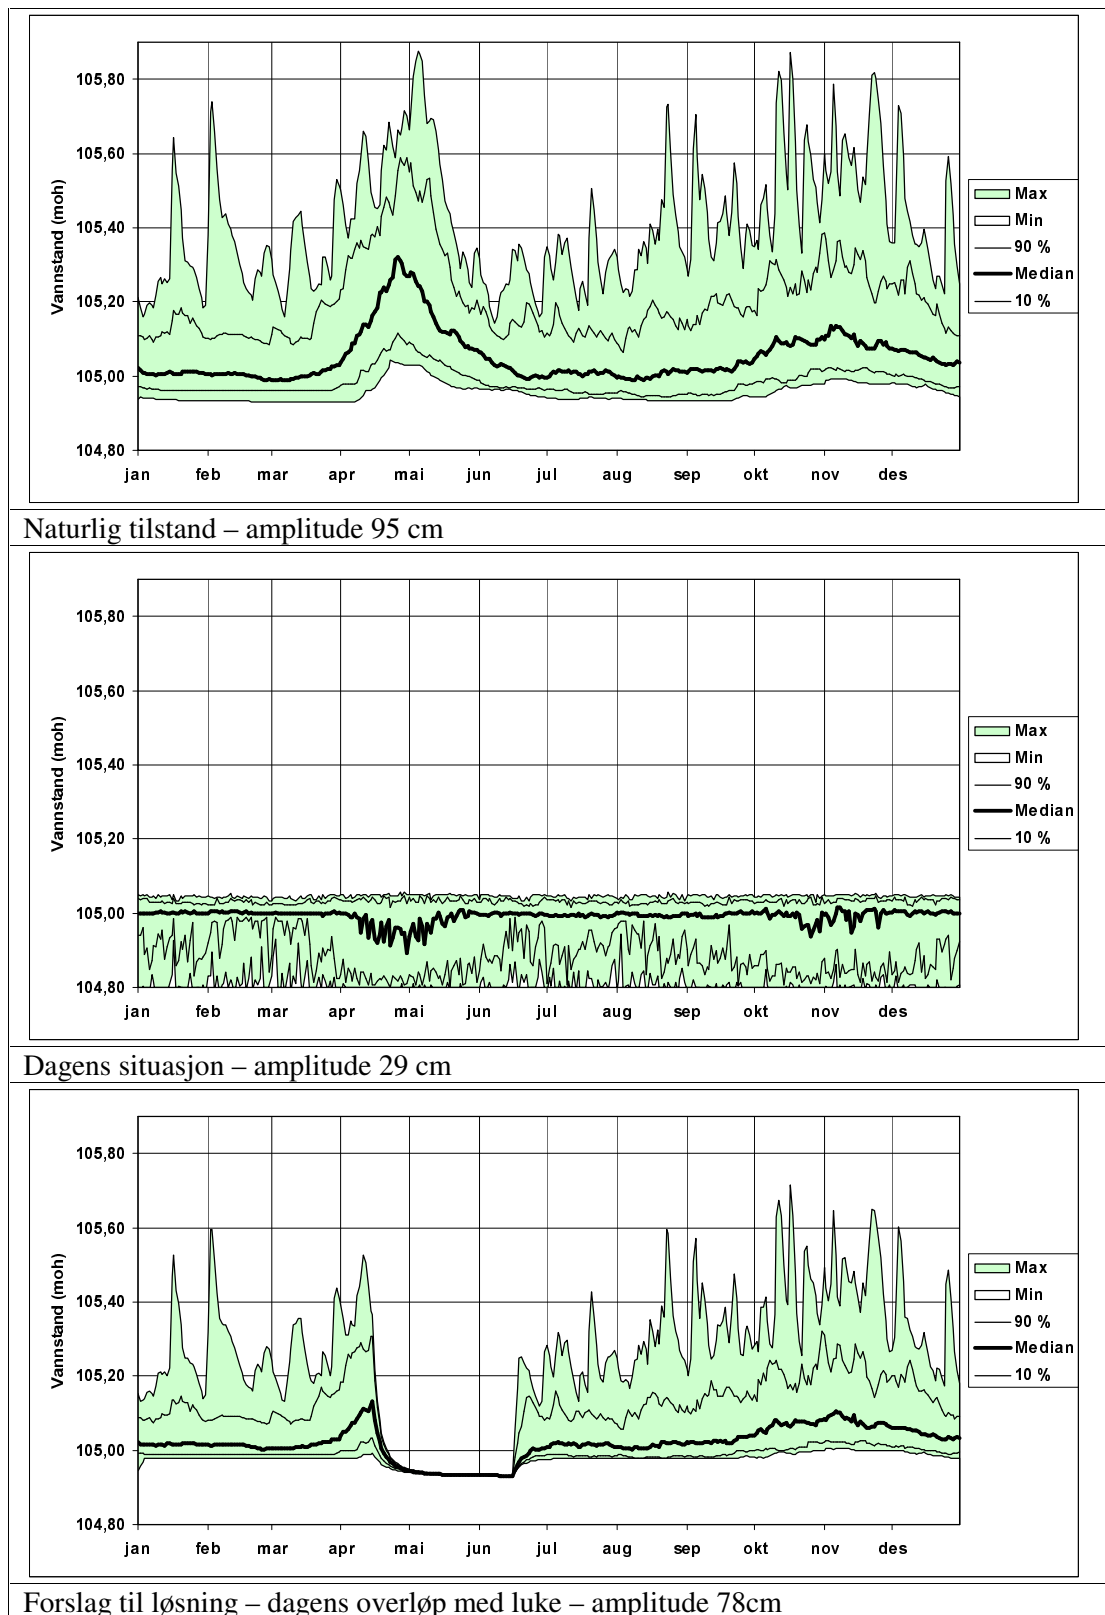 105,80
105,60
105,40
105,20
105,00
104,80
Vannstand (moh)
jan feb mar apr mai jun jul aug sep okt nov des
Max
Min
90 %
Median
10 %
Naturlig tilstand – amplitude 95 cm
105,80
105,60
105,40
105,20
105,00
104,80
Vannstand (moh)
jan feb mar apr mai jun jul aug sep okt nov des
Max
Min
90 %
Median
10 %
Dagens situasjon – amplitude 29 cm
105,80
105,60
105,40
105,20
105,00
104,80
Vannstand (moh)
jan feb mar apr mai jun jul aug sep okt nov des
Max
Min
90 %
Median
10 %
Forslag til løsning – dagens overløp med luke – amplitude 78cm